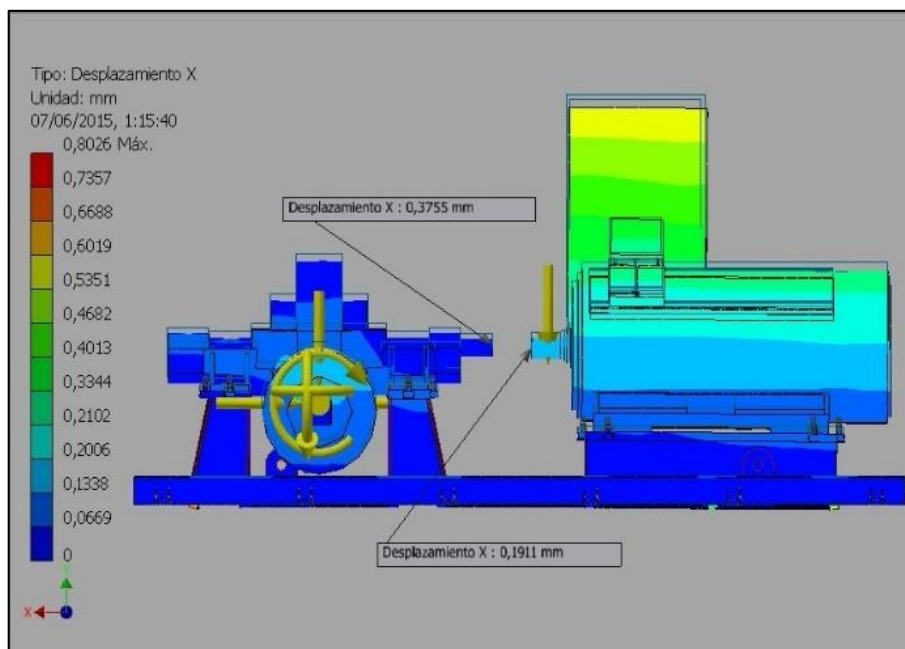 Tipo: Desplazamiento X
Unidad: mm
07/06/2015, 1:15:40
0,8026 Máx.
0,7357
0,6688
0,6019
0,5351
0,4682
0,4013
0,3344
0,2102
0,2006
0,1338
0,0669
0
Desplazamiento X : 0,3755 mm
Desplazamiento X : 0,1911 mm
X